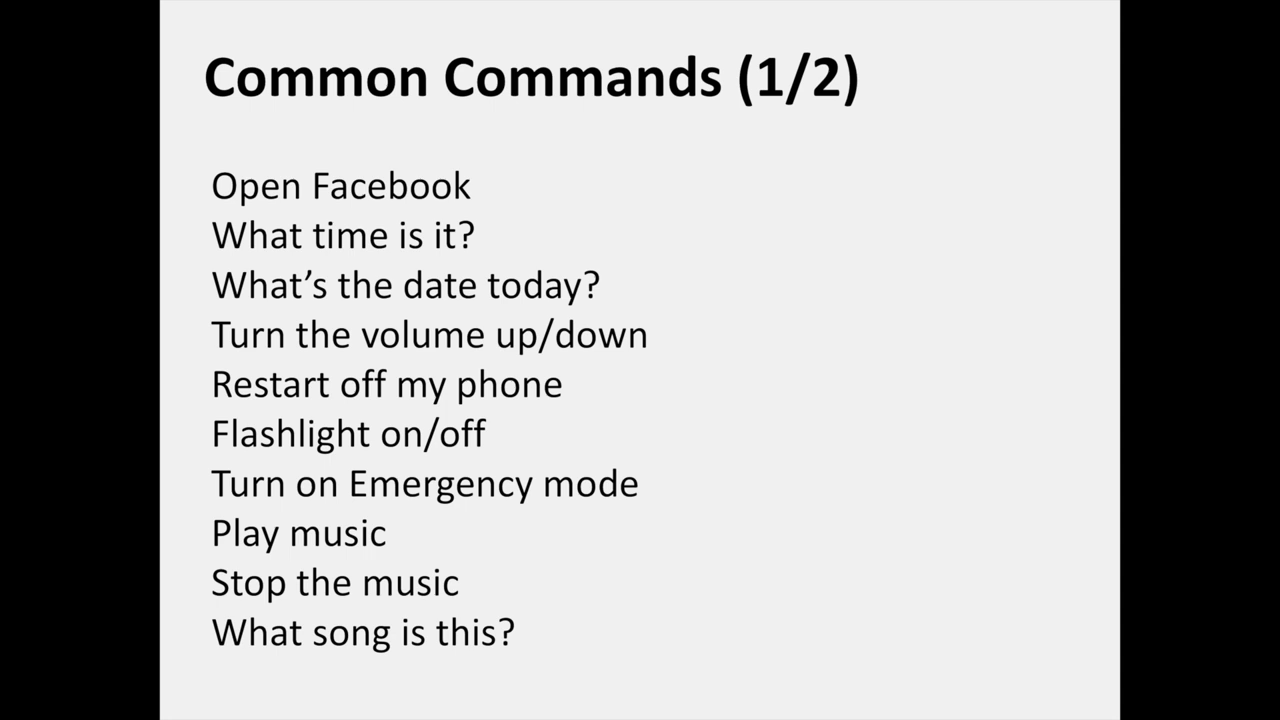 Common Commands (1/2)
Open Facebook
What time is it?
What’s the date today?
Turn the volume up/down
Restart off my phone
Flashlight on/off
Turn on Emergency mode
Play music
Stop the music
What song is this?